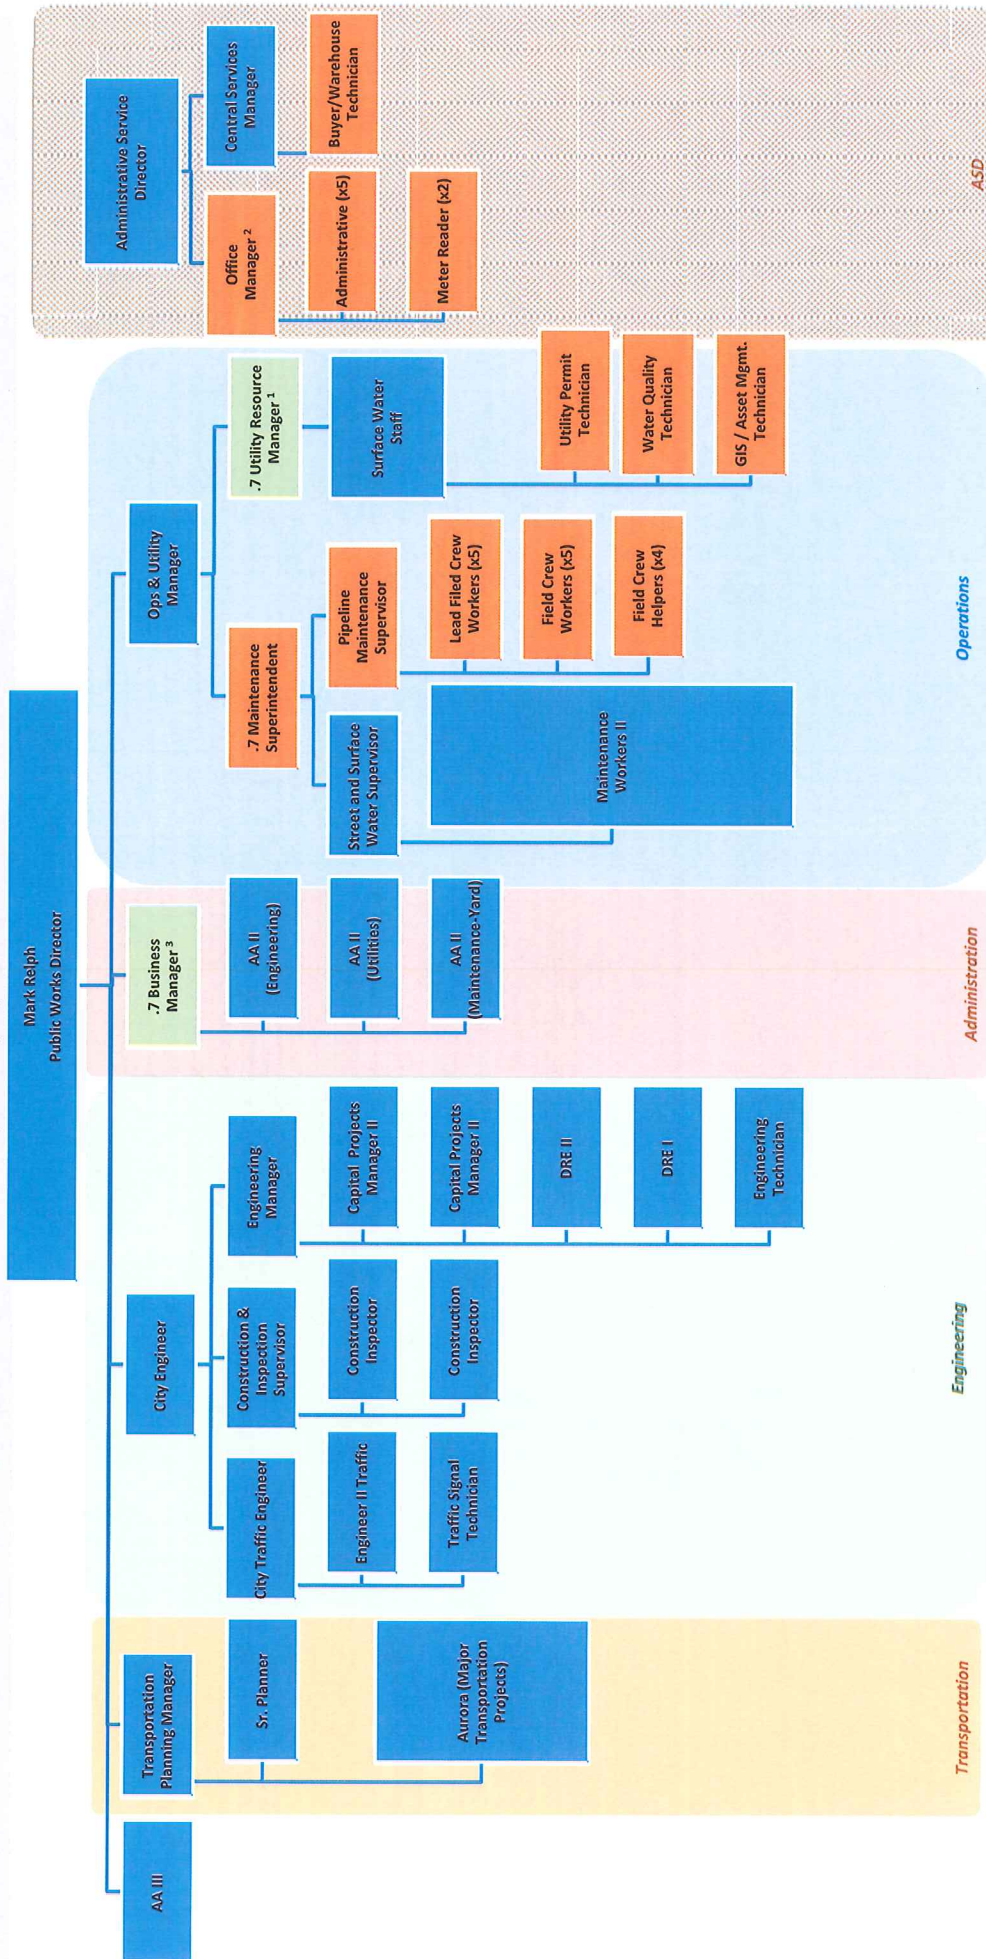 Mark Relph
Public Works Director
AA III
Transportation
Planning Manager
Sr. Planner
Aurora (Major
Transportation
Projects)
Transportation
City Engineer
City Traffic Engineer
Engineer II Traffic
Traffic Signal
Technician
Construction &
Inspection
Supervisor
Construction
Inspector
Construction
Inspector
Engineering
Manager
Capital Projects
Manager II
Capital Projects
Manager II
DRE II
DRE I
Engineering
Technician
Engineering
.7 Business
Manager 3
AA II
(Engineering)
AA II
(Utilities)
AA II
(Maintenance-Yard)
Administration
Ops & Utility
Manager
.7 Maintenance
Superintendent
Street and Surface
Water Supervisor
Maintenance
Workers II
Pipeline
Maintenance
Supervisor
Lead Filed Crew
Workers (x5)
Field Crew
Workers (x5)
Field Crew
Helpers (x4)
.7 Utility Resource
Manager 1
Surface Water
Staff
Utility Permit
Technician
Water Quality
Technician
GIS / Asset Mgmt.
Technician
Operations
Administrative Service
Director
Office
Manager 2
Administrative (x5)
Meter Reader (x2)
Central Services
Manager
Buyer/Warehouse
Technician
ASD